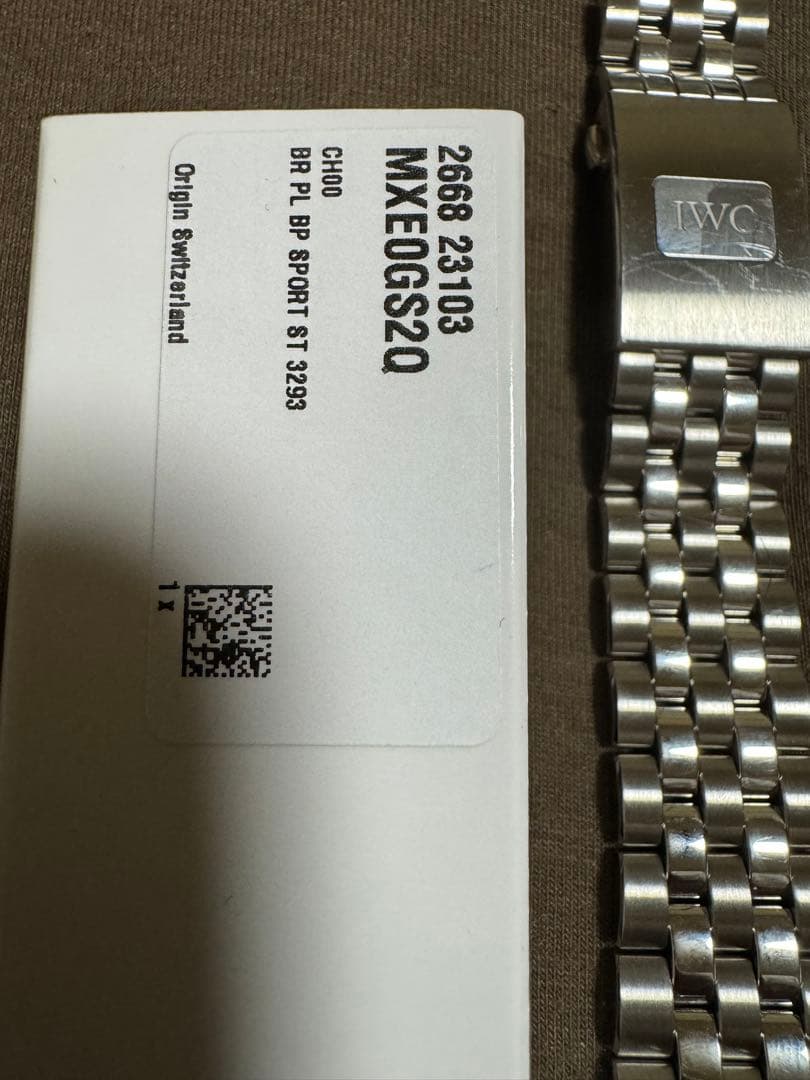 2668 23103
MXE0GS2Q
CH00
BR PL BP SPORT ST 3293
Origin Switzerland
1 x
IWC